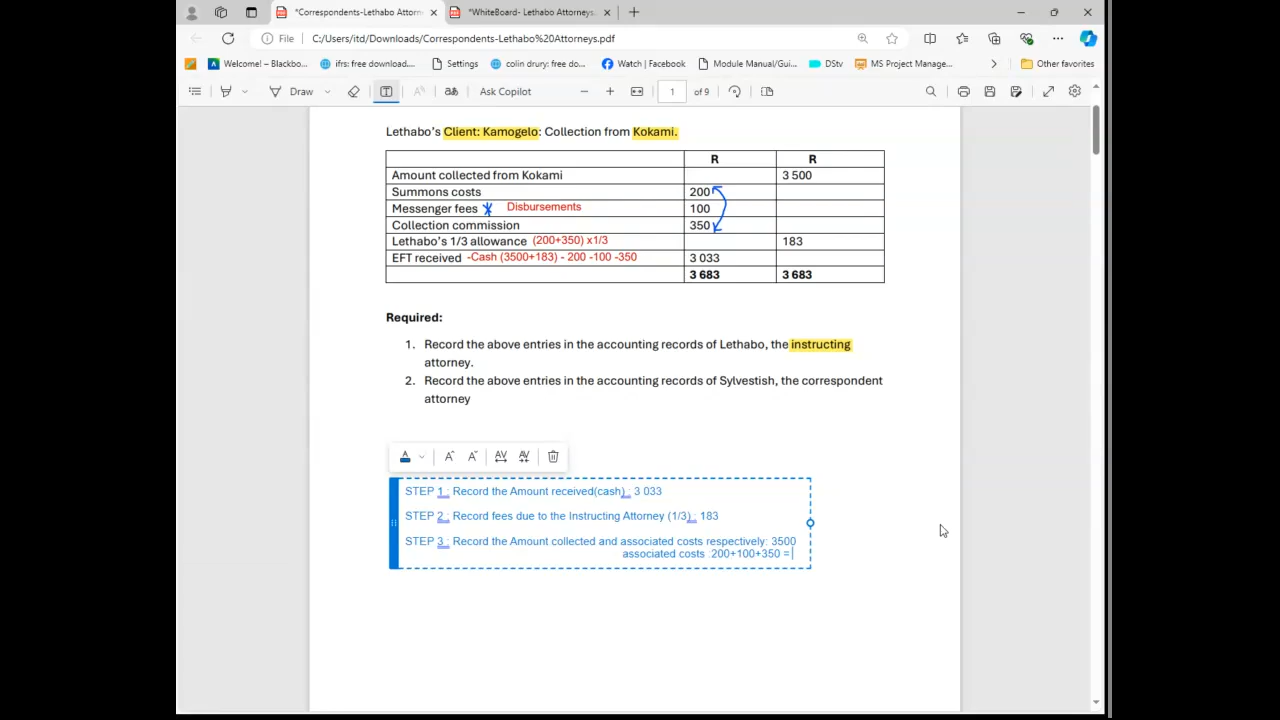 *Correspondents-Lethabo Attorn
*WhiteBoard- Lethabo Attorneys.
File
C:/Users/itd/Downloads/Correspondents-Lethabo%20Attorneys.pdf
Welcome! – Blackbo...
ifrs: free download....
Settings
colin drury: free do...
Watch | Facebook
Module Manual/Gui...
DStv
MS Project Manage...
Other favorites
Draw
Ask Copilot
1 of 9
Lethabo's Client: Kamogelo: Collection from Kokami.
R R
Amount collected from Kokami 3 500
Summons costs 200
Messenger fees Disbursements 100
Collection commission 350
Lethabo's 1/3 allowance (200+350) x1/3 183
EFT received -Cash (3500+183) - 200 -100 -350 3 033
3 683 3 683
Required:
1. Record the above entries in the accounting records of Lethabo, the instructing
attorney.
2. Record the above entries in the accounting records of Sylvestish, the correspondent
attorney
STEP 1 : Record the Amount received(cash) : 3 033
STEP 2 : Record fees due to the Instructing Attorney (1/3) : 183
STEP 3 : Record the Amount collected and associated costs respectively: 3500
associated costs :200+100+350 =